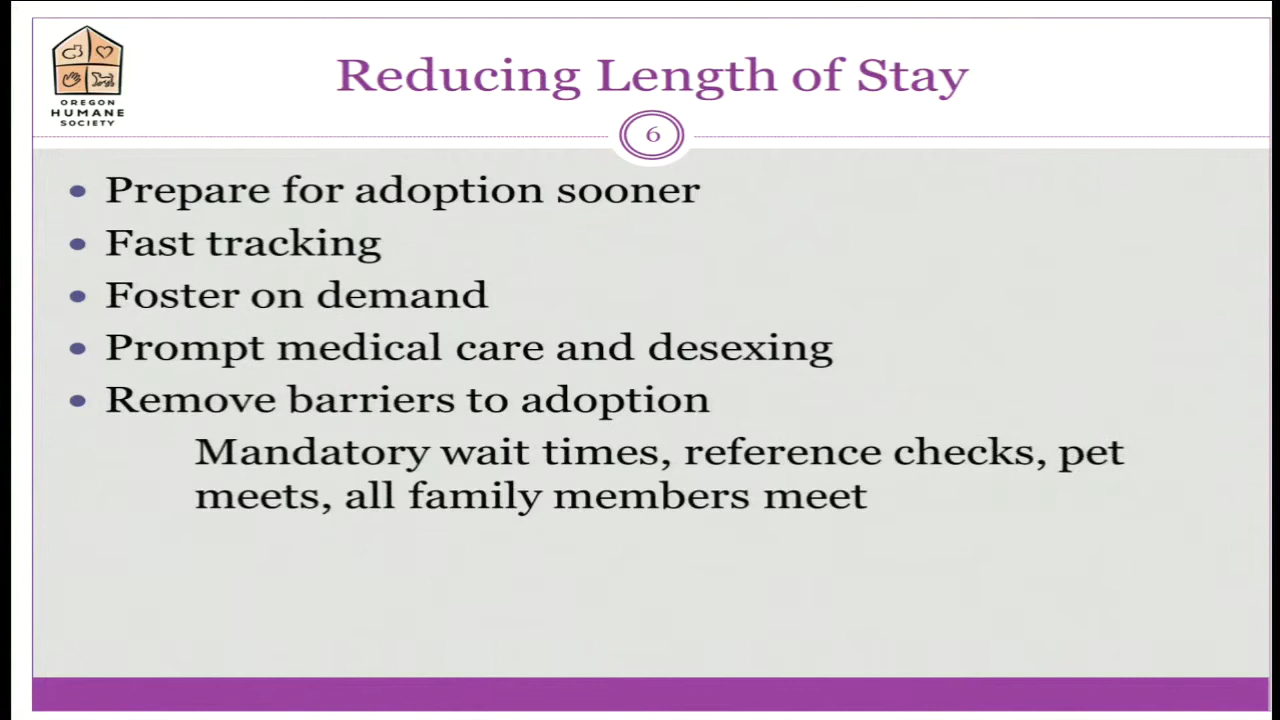 OREGON
HUMANE
SOCIETY
Reducing Length of Stay
6
• Prepare for adoption sooner
• Fast tracking
• Foster on demand
• Prompt medical care and desexing
• Remove barriers to adoption
Mandatory wait times, reference checks, pet
meets, all family members meet